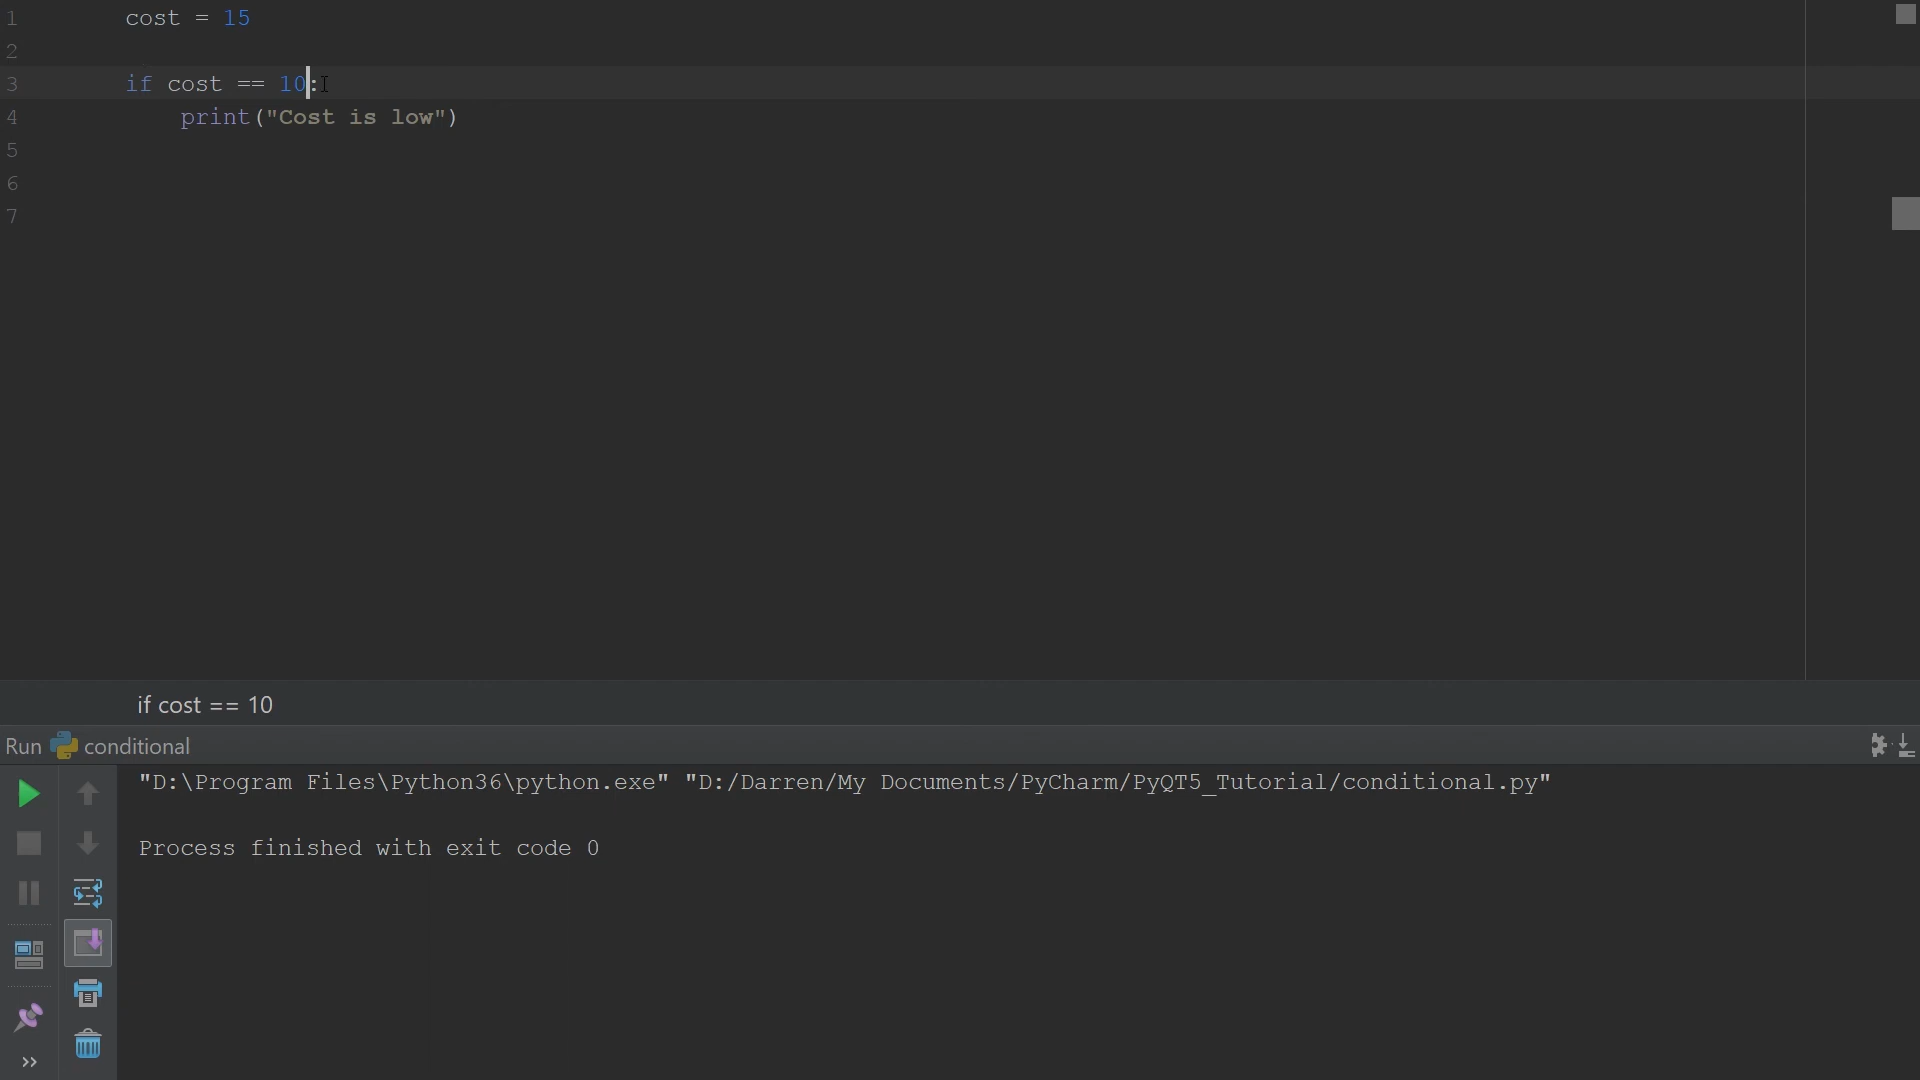 1 cost = 15
2
3 if cost == 10:
4 print("Cost is low")
5
6
7
if cost == 10
Run conditional
"D:\Program Files\Python36\python.exe" "D:/Darren/My Documents/PyCharm/PyQT5_Tutorial/conditional.py"
Process finished with exit code 0